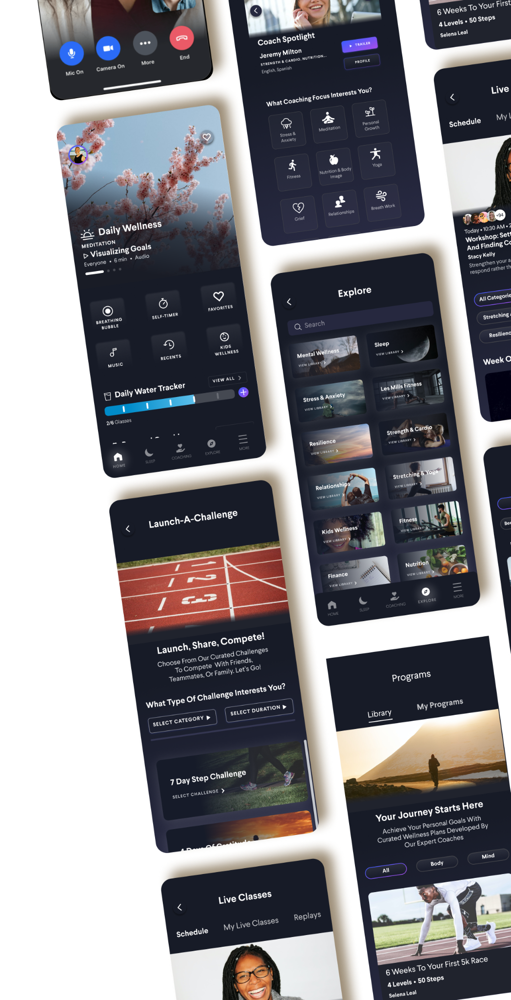 Mic On
Camera On
More
End
Coach Spotlight
Jeremy Milton
STRENGTH & CARDIO, NUTRITION...
English, Spanish
TRAILER
PROFILE
What Coaching Focus Interests You?
Stress &
Anxiety
Meditation
Personal
Growth
Fitness
Nutrition & Body
Image
Yoga
Grief
Relationships
Breath Work
6 Weeks To Your First
4 Levels • 50 Steps
Selena Leal
Live
Schedule
My L
+94
Today • 10:30 AM • 2
Workshop: Sett
And Finding Co
Stacy Kelly
Strengthen your a
respond rather th
All Categorie
Stretching
Resilienc
Week O
Daily Wellness
MEDITATION
Visualizing Goals
Everyone • 6 min • Audio
BREATHING
BUBBLE
SELF-TIMER
FAVORITES
MUSIC
RECENTS
KIDS
WELLNESS
Daily Water Tracker
VIEW ALL
2/6 Glasses
HOME
SLEEP
COACHING
EXPLORE
MORE
Explore
Search
Mental Wellness
VIEW LIBRARY
Sleep
VIEW LIBRARY
Stress & Anxiety
VIEW LIBRARY
Les Mills Fitness
VIEW LIBRARY
Resilience
VIEW LIBRARY
Strength & Cardio
VIEW LIBRARY
Relationships
VIEW LIBRARY
Stretching & Yoga
VIEW LIBRARY
Kids Wellness
VIEW LIBRARY
Fitness
VIEW LIBRARY
Finance
VIEW LIBRARY
Nutrition
VIEW LIBRARY
HOME
SLEEP
COACHING
EXPLORE
MORE
Launch-A-Challenge
1
2
3
Launch, Share, Compete!
Choose From Our Curated Challenges
To Compete With Friends,
Teammates, Or Family. Let's Go!
What Type Of Challenge Interests You?
SELECT CATEGORY
SELECT DURATION
7 Day Step Challenge
SELECT CHALLENGE
Bec
Programs
Library
My Programs
Your Journey Starts Here
Achieve Your Personal Goals With
Curated Wellness Plans Developed By
Our Expert Coaches
All
Body
Mind
6 Weeks To Your First 5k Race
4 Levels • 50 Steps
Selena Leal
Live Classes
Schedule
My Live Classes
Replays